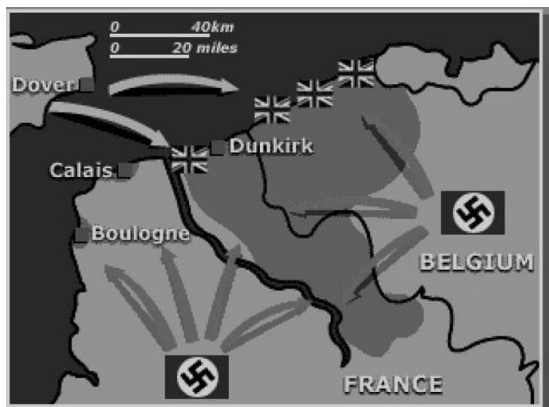 0 40km
0 20 miles
Dover
Dunkirk
Calais
Boulogne
BELGIUM
FRANCE